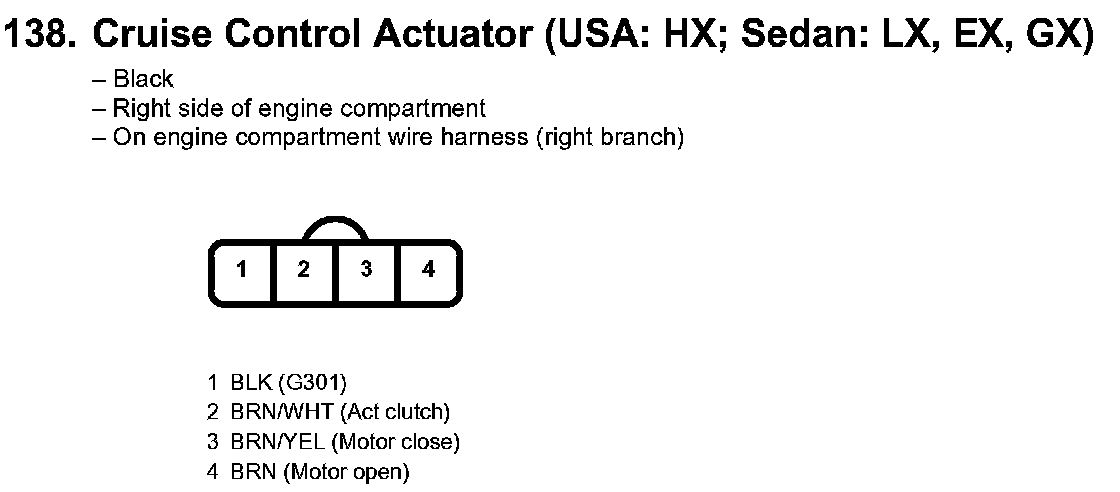 138. Cruise Control Actuator (USA: HX; Sedan: LX, EX, GX)
– Black
– Right side of engine compartment
– On engine compartment wire harness (right branch)
1 2 3 4
1 BLK (G301)
2 BRN/WHT (Act clutch)
3 BRN/YEL (Motor close)
4 BRN (Motor open)